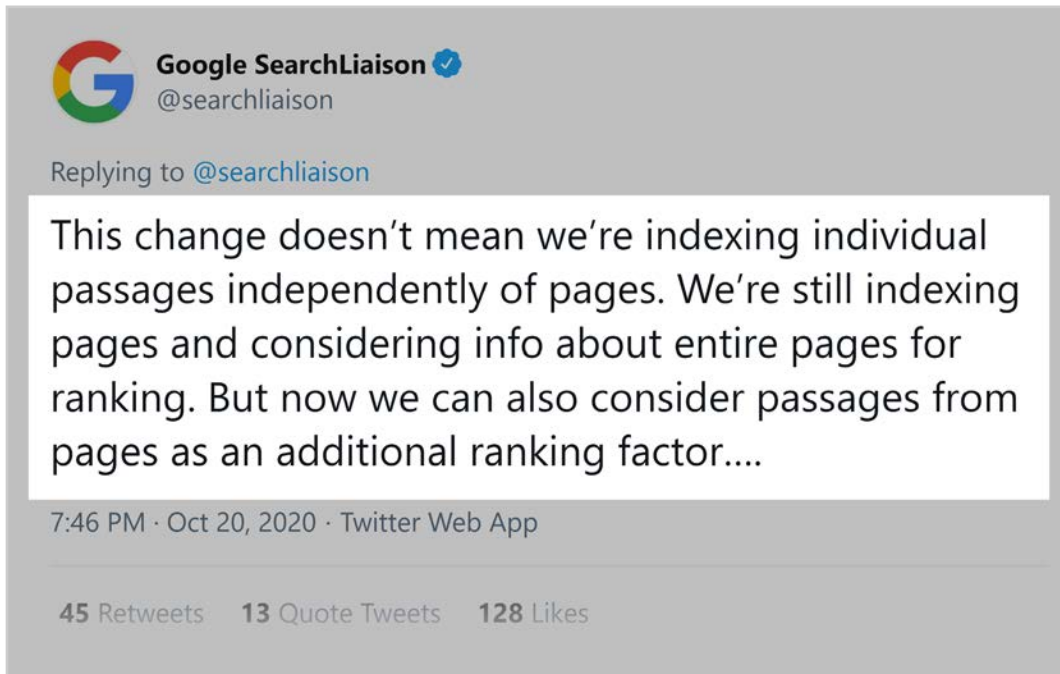 Google SearchLiaison
@searchliaison
Replying to @searchliaison
This change doesn’t mean we’re indexing individual
passages independently of pages. We’re still indexing
pages and considering info about entire pages for
ranking. But now we can also consider passages from
pages as an additional ranking factor....
7:46 PM · Oct 20, 2020 · Twitter Web App
45 Retweets 13 Quote Tweets 128 Likes